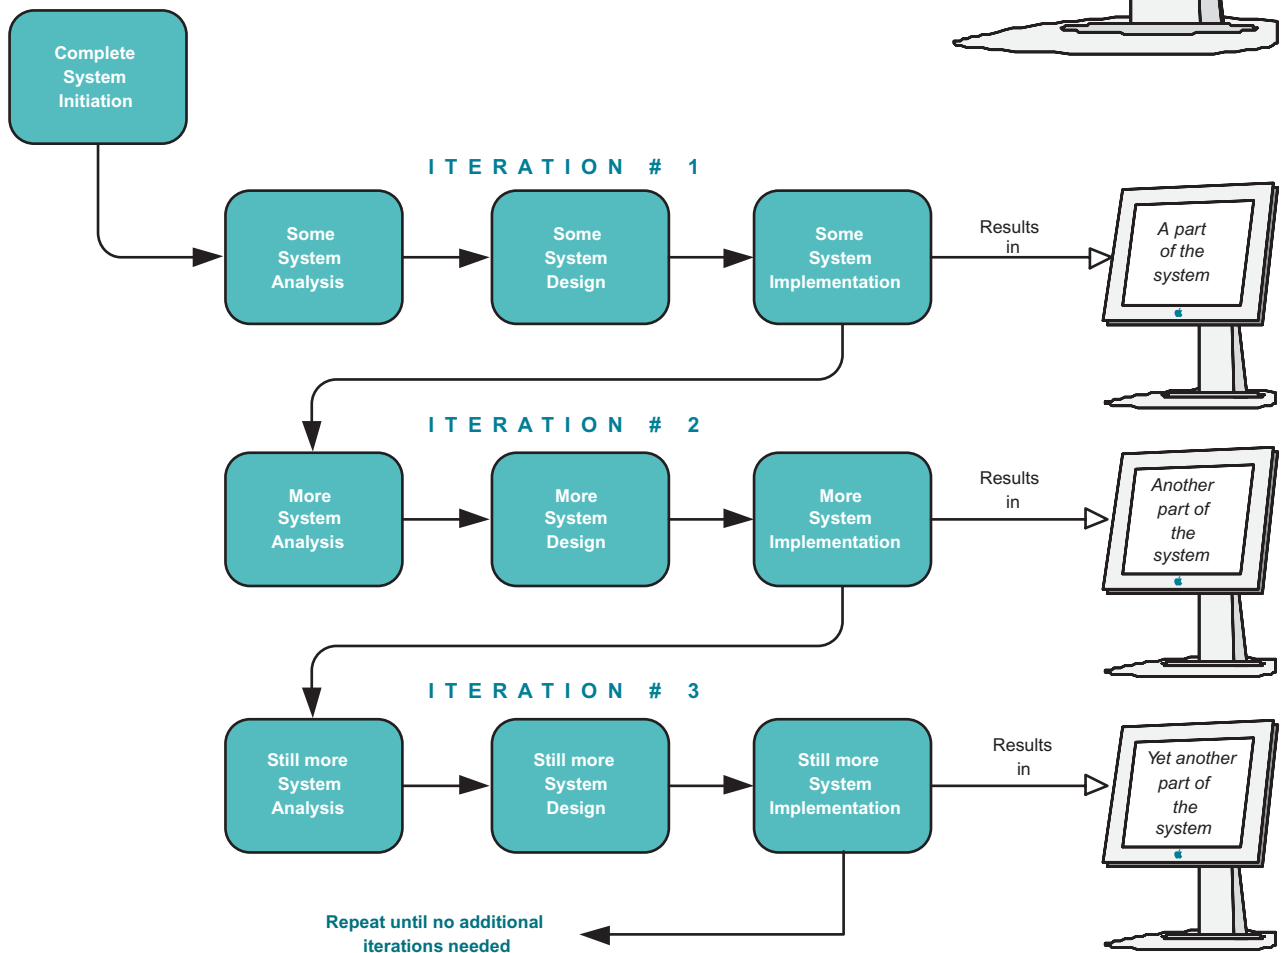 Complete
System
Initiation
ITERATION # 1
Some
System
Analysis
Some
System
Design
Some
System
Implementation
Results
in
A part
of the
system
ITERATION # 2
More
System
Analysis
More
System
Design
More
System
Implementation
Results
in
Another
part of
the
system
ITERATION # 3
Still more
System
Analysis
Still more
System
Design
Still more
System
Implementation
Results
in
Yet another
part of
the
system
Repeat until no additional
iterations needed